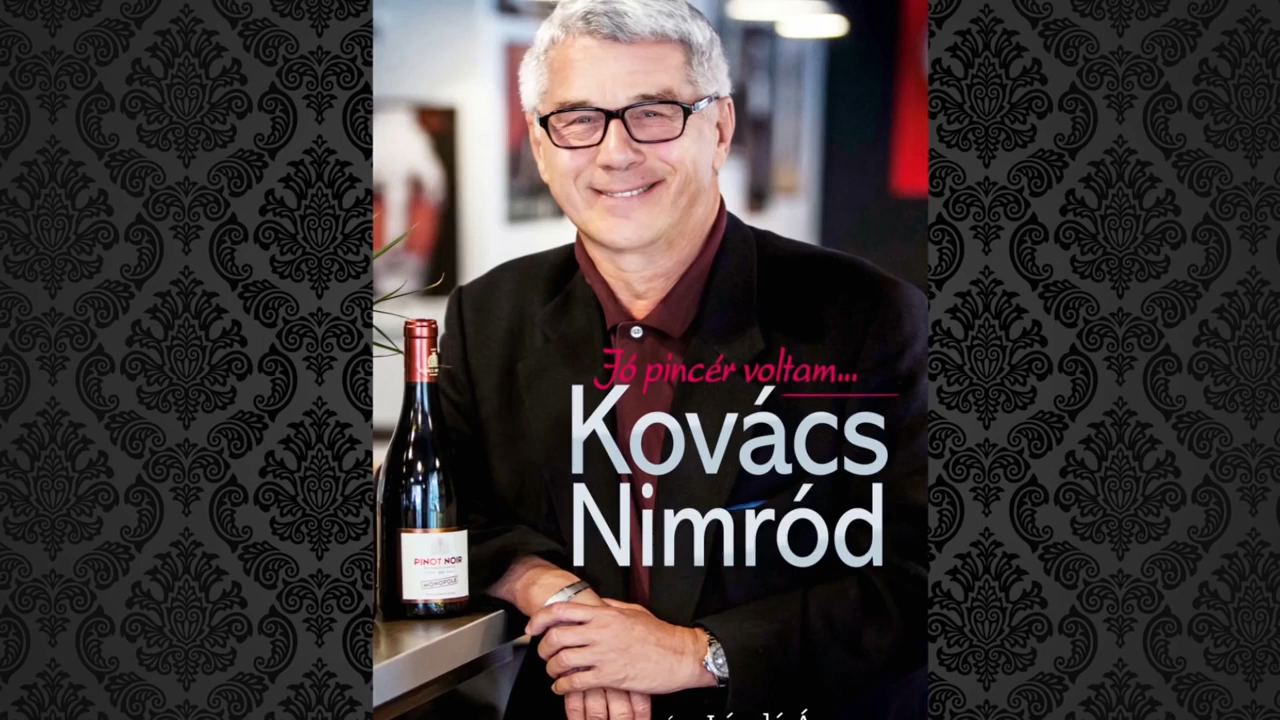 Jó pincér voltam...
Kovács
Nimród
PINOT NOIR
MONOPOLE